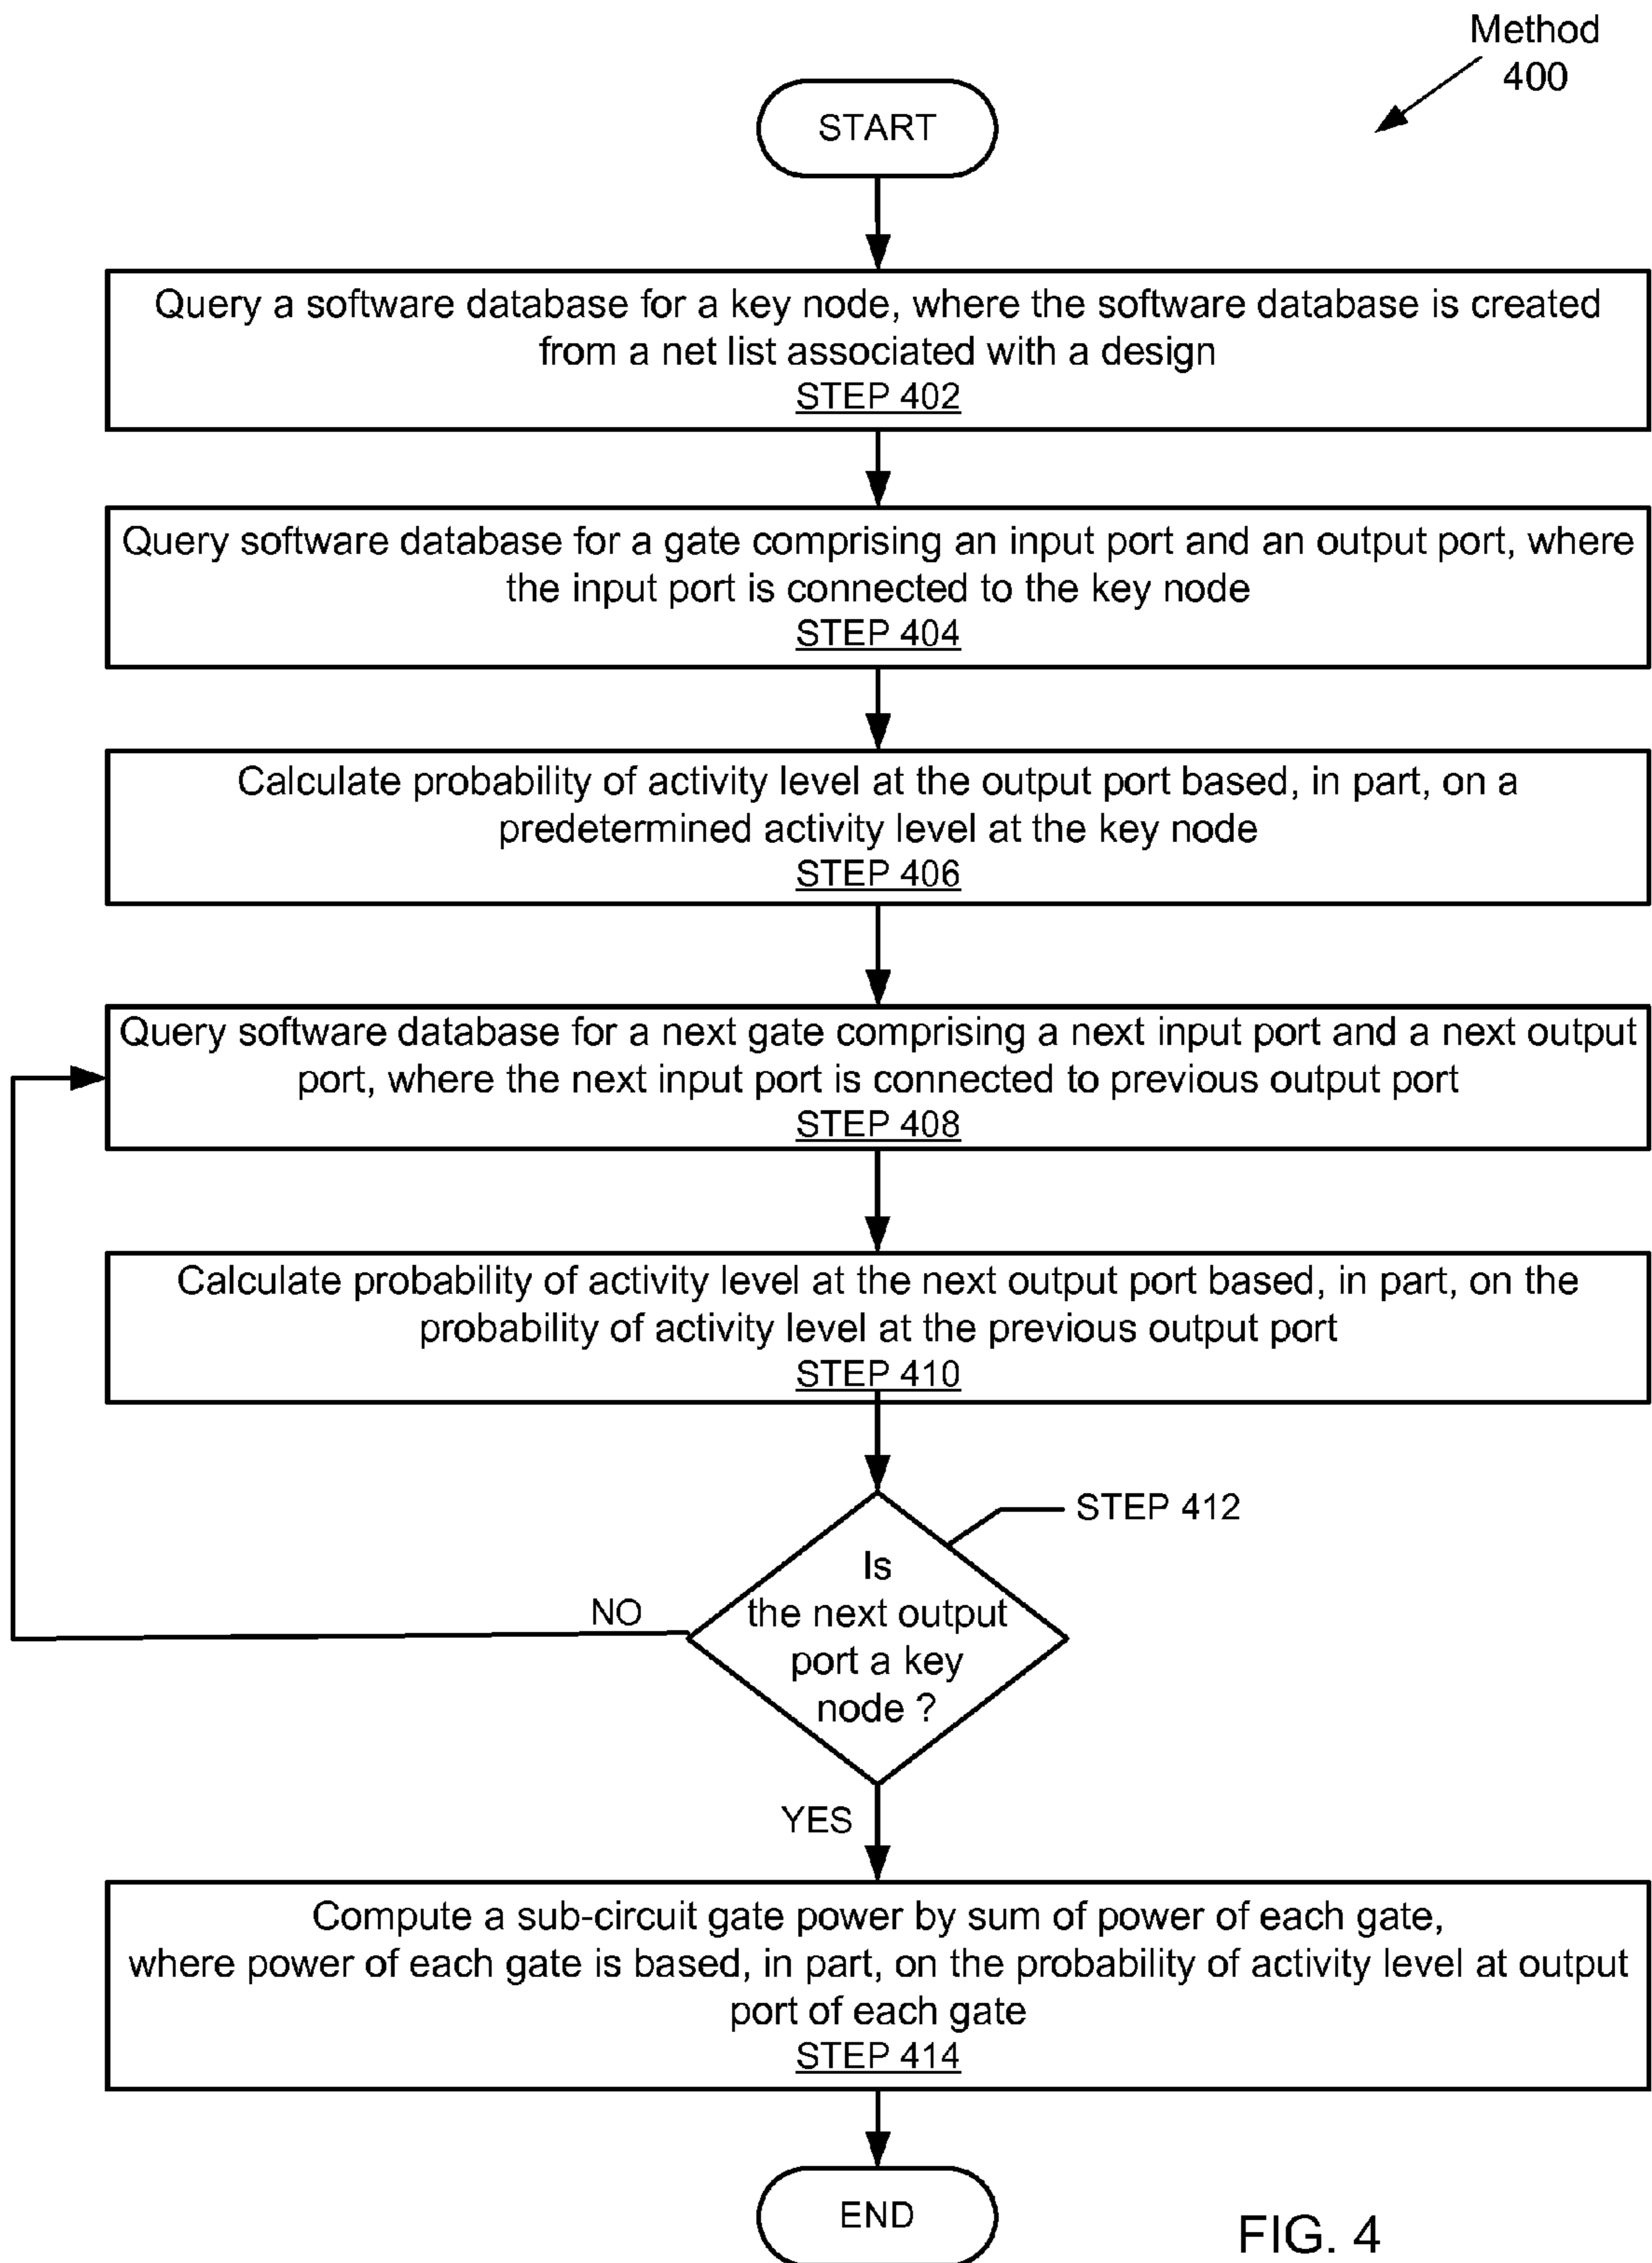 Method
400
START
Query a software database for a key node, where the software database is created
from a net list associated with a design
STEP 402
Query software database for a gate comprising an input port and an output port, where
the input port is connected to the key node
STEP 404
Calculate probability of activity level at the output port based, in part, on a
predetermined activity level at the key node
STEP 406
Query software database for a next gate comprising a next input port and a next output
port, where the next input port is connected to previous output port
STEP 408
Calculate probability of activity level at the next output port based, in part, on the
probability of activity level at the previous output port
STEP 410
STEP 412
Is
the next output
port a key
node ?
NO
YES
Compute a sub-circuit gate power by sum of power of each gate,
where power of each gate is based, in part, on the probability of activity level at output
port of each gate
STEP 414
END
FIG. 4